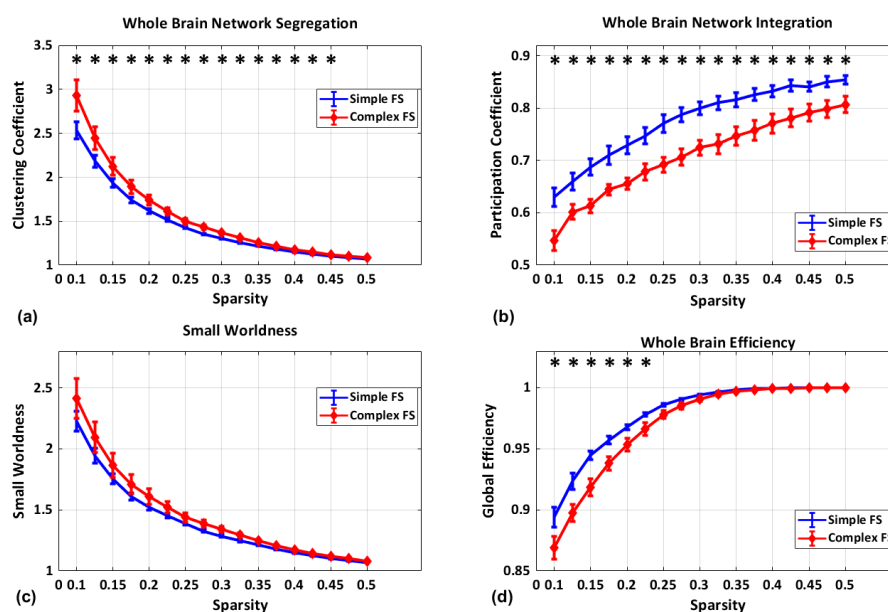 Whole Brain Network Segregation
* * * * * * * * * * * * * * *
Clustering Coefficient
3.5
3
2.5
2
1.5
1
Simple FS
Complex FS
0 0.1 0.15 0.2 0.25 0.3 0.35 0.4 0.45 0.5
Sparsity
(a)
Whole Brain Network Integration
* * * * * * * * * * * * * * * * *
Participation Coefficient
0.9
0.8
0.7
0.6
0.5
Simple FS
Complex FS
0 0.1 0.15 0.2 0.25 0.3 0.35 0.4 0.45 0.5
Sparsity
(b)
Small Worldness
Small Worldness
2.5
2
1.5
1
Simple FS
Complex FS
0 0.1 0.15 0.2 0.25 0.3 0.35 0.4 0.45 0.5
Sparsity
(c)
Whole Brain Efficiency
* * * * * *
Global Efficiency
1
0.95
0.9
0.85
Simple FS
Complex FS
0 0.1 0.15 0.2 0.25 0.3 0.35 0.4 0.45 0.5
Sparsity
(d)